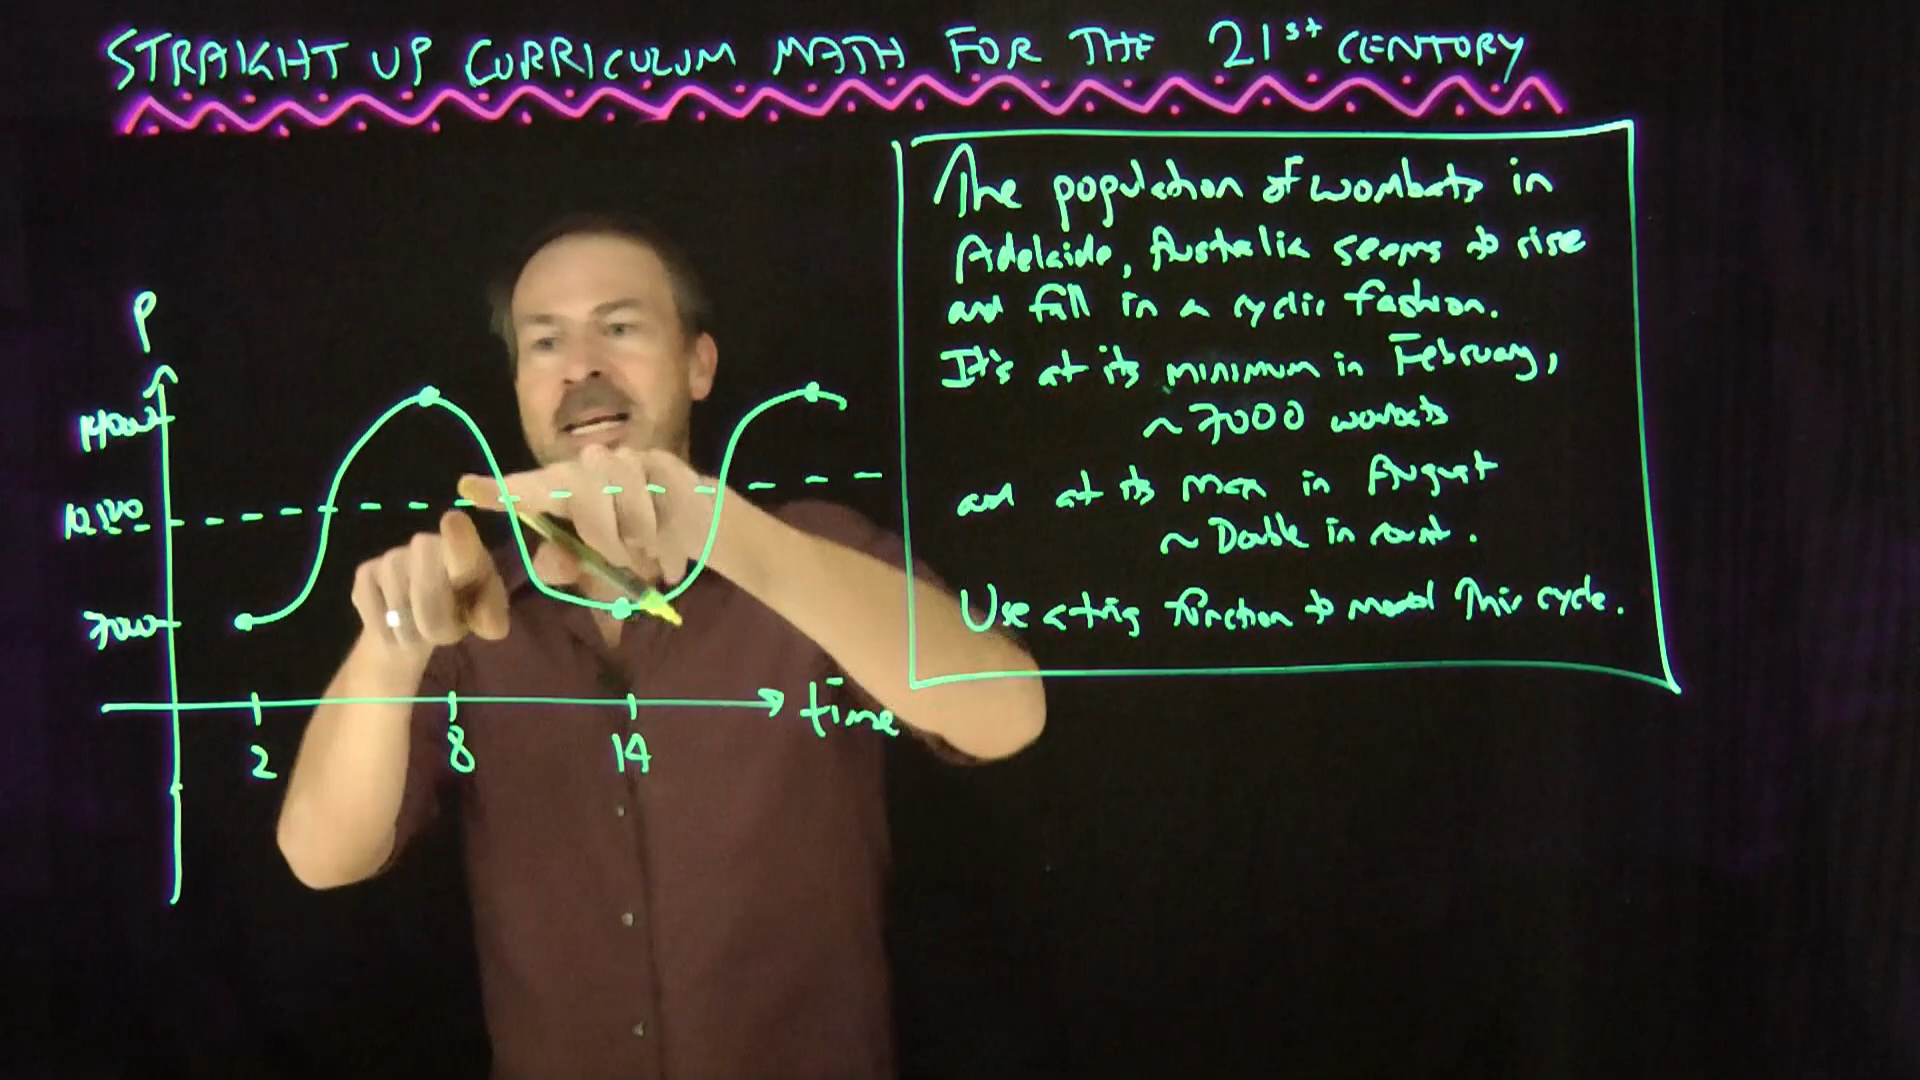 STRAIGHT UP CURRICULUM MATH FOR THE 21st CENTORY
The population of wombats in
Adelaide, Australia seems to rise
and fall in a cyclic fashion.
It's at its minimum in February,
~ 7000 wombats
and at its max in August
~ Double in count.
Use a trig function to model this cycle.
P
14000
7000
time
2
8
14